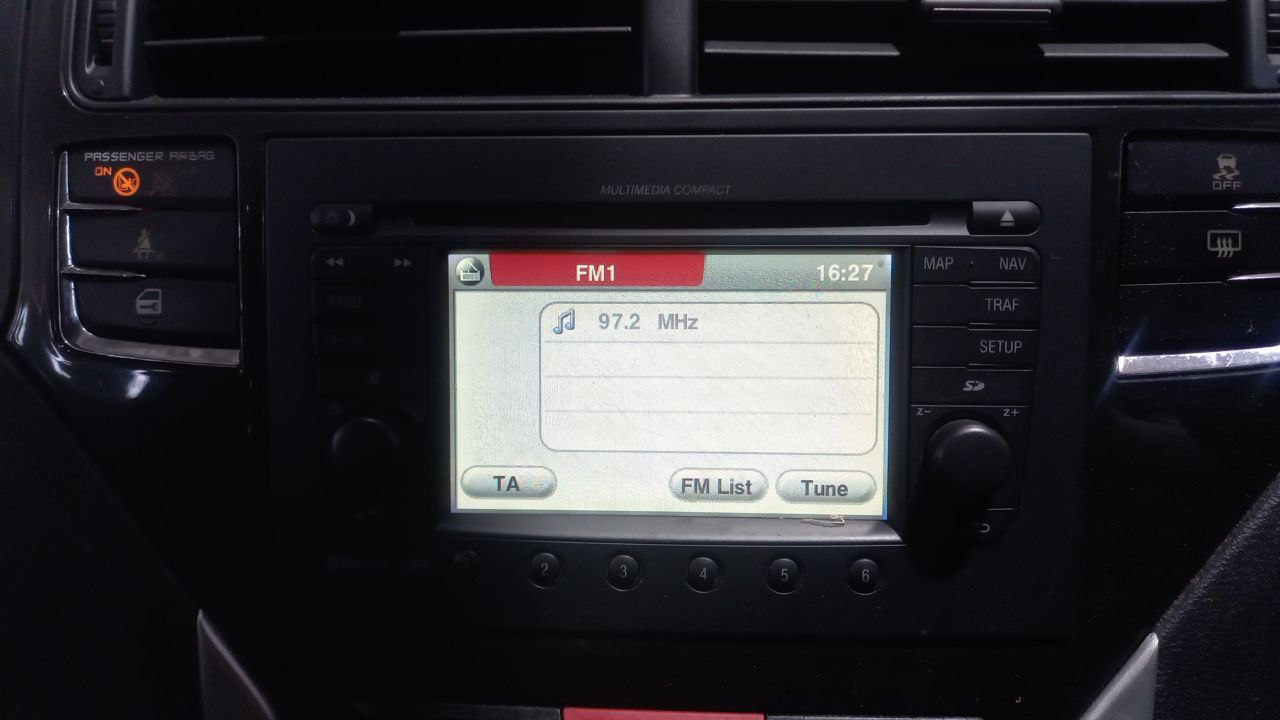 PASSENGER AIRBAG
ON
OFF
MULTIMEDIA COMPACT
FM1
16:27
97.2 MHz
TA
FM List
Tune
BAND
MAP · NAV
TRAF
SETUP
SD
z- z+
2 3 4 5 6